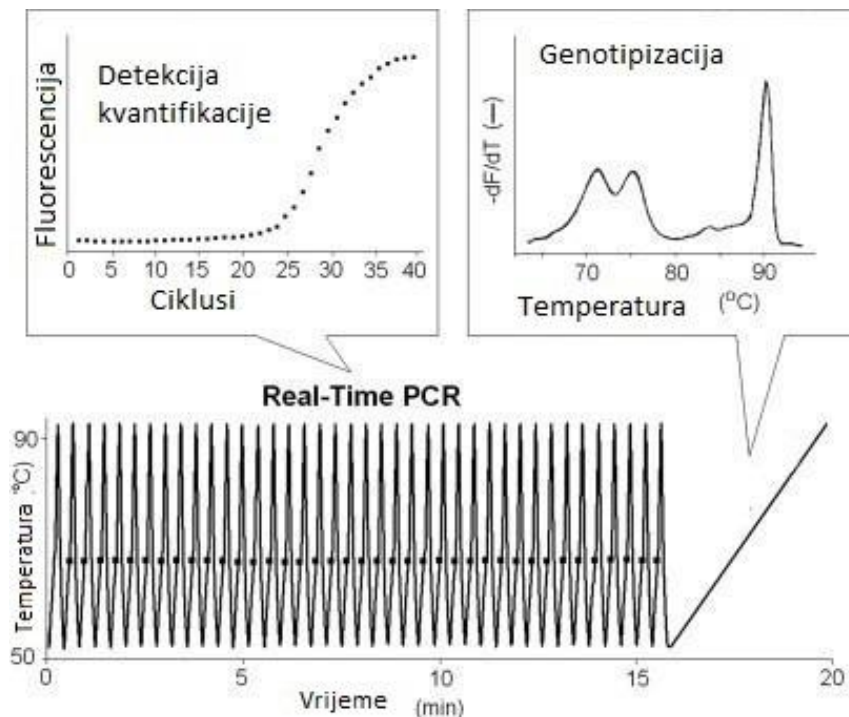 Fluorescencija
Detekcija
kvantifikacije
0 5 10 15 20 25 30 35 40
Ciklusi
Genotipizacija
-dF/dT (—)
70 80 90
Temperatura (°C)
Real-Time PCR
Temperatura °C)
90
50
0 5 10 15 20
Vrijeme (min)